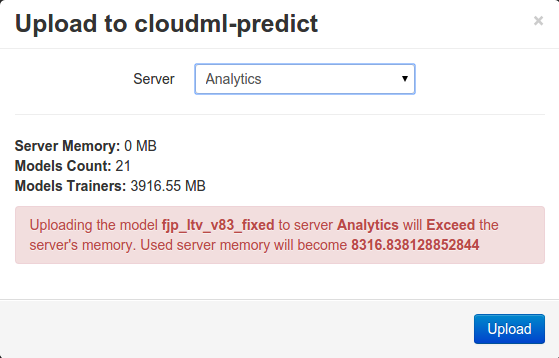 Upload to cloudml-predict
×
Server Analytics
Server Memory: 0 MB
Models Count: 21
Models Trainers: 3916.55 MB
Uploading the model fjp_ltv_v83_fixed to server Analytics will Exceed the
server's memory. Used server memory will become 8316.838128852844
Upload